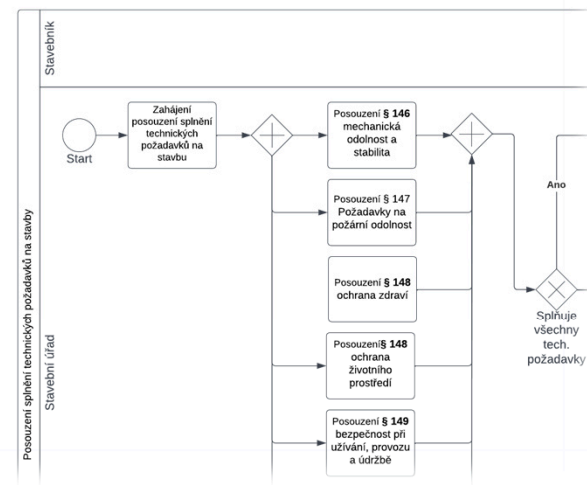 Posouzení splnění technických požadavků na stavby
Stavebník
Stavební úřad
Start
Zahájení
posouzení splnění
technických
požadavků na
stavbu
Posouzení § 146
mechanická
odolnost a
stabilita
Posouzení § 147
Požadavky na
požární odolnost
Posouzení § 148
ochrana zdraví
Posouzení§ 148
ochrana
životního
prostředí
Posouzení § 149
bezpečnost při
užívání, provozu
a údržbě
Ano
Splňuje
všechny
tech.
požadavky